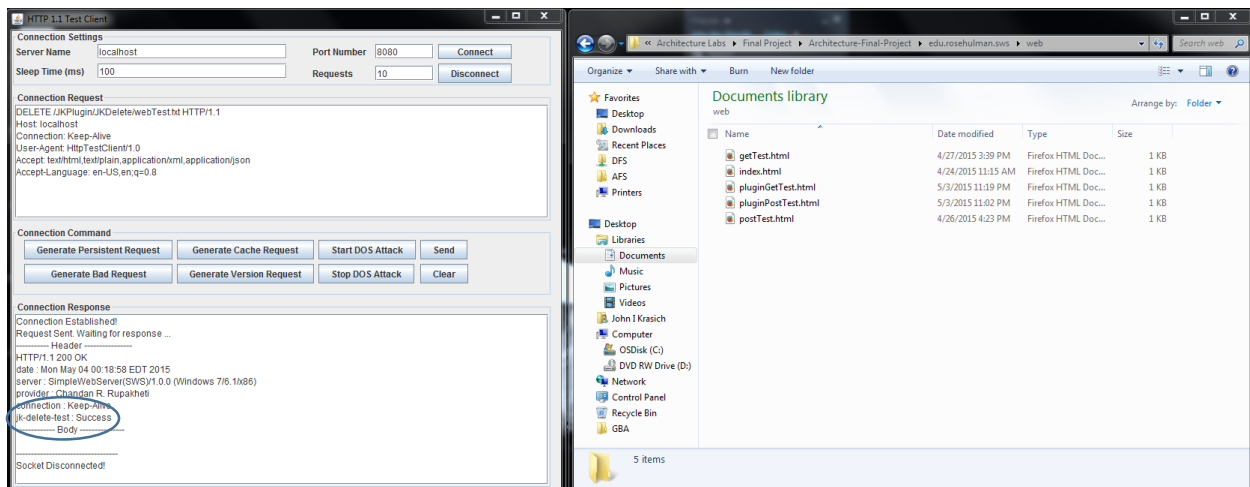 HTTP 1.1 Test Client
Connection Settings
Server Name localhost Port Number 8080 Connect
Sleep Time (ms) 100 Requests 10 Disconnect
Connection Request
DELETE /JKPlugin/JKDelete/webTest.txt HTTP/1.1
Host: localhost
Connection: Keep-Alive
User-Agent: HttpTestClient/1.0
Accept: text/html,text/plain,application/xml,application/json
Accept-Language: en-US,en;q=0.8
Connection Command
Generate Persistent Request Generate Cache Request Start DOS Attack Send
Generate Bad Request Generate Version Request Stop DOS Attack Clear
Connection Response
Connection Established!
Request Sent. Waiting for response ...
----------- Header ----------------
HTTP/1.1 200 OK
date : Mon May 04 00:18:58 EDT 2015
server : SimpleWebServer(SWS)/1.0.0 (Windows 7/6.1/x86)
provider : Chandan R. Rupakheti
connection : Keep-Alive
jk-delete-test : Success
------------- Body ---------------
----------------------------------
Socket Disconnected!
« Architecture Labs ▸ Final Project ▸ Architecture-Final-Project ▸ edu.rosehulman.sws ▸ web Search web
Organize Share with Burn New folder
Favorites
Desktop
Downloads
Recent Places
DFS
AFS
Printers
Desktop
Libraries
Documents
Music
Pictures
Videos
John I Krasich
Computer
OSDisk (C:)
DVD RW Drive (D:)
Network
Control Panel
Recycle Bin
GBA
Documents library
web
Arrange by: Folder
Name Date modified Type Size
getTest.html 4/27/2015 3:39 PM Firefox HTML Doc... 1 KB
index.html 4/24/2015 11:15 AM Firefox HTML Doc... 1 KB
pluginGetTest.html 5/3/2015 11:19 PM Firefox HTML Doc... 1 KB
pluginPostTest.html 5/3/2015 11:02 PM Firefox HTML Doc... 1 KB
postTest.html 4/26/2015 4:23 PM Firefox HTML Doc... 1 KB
5 items